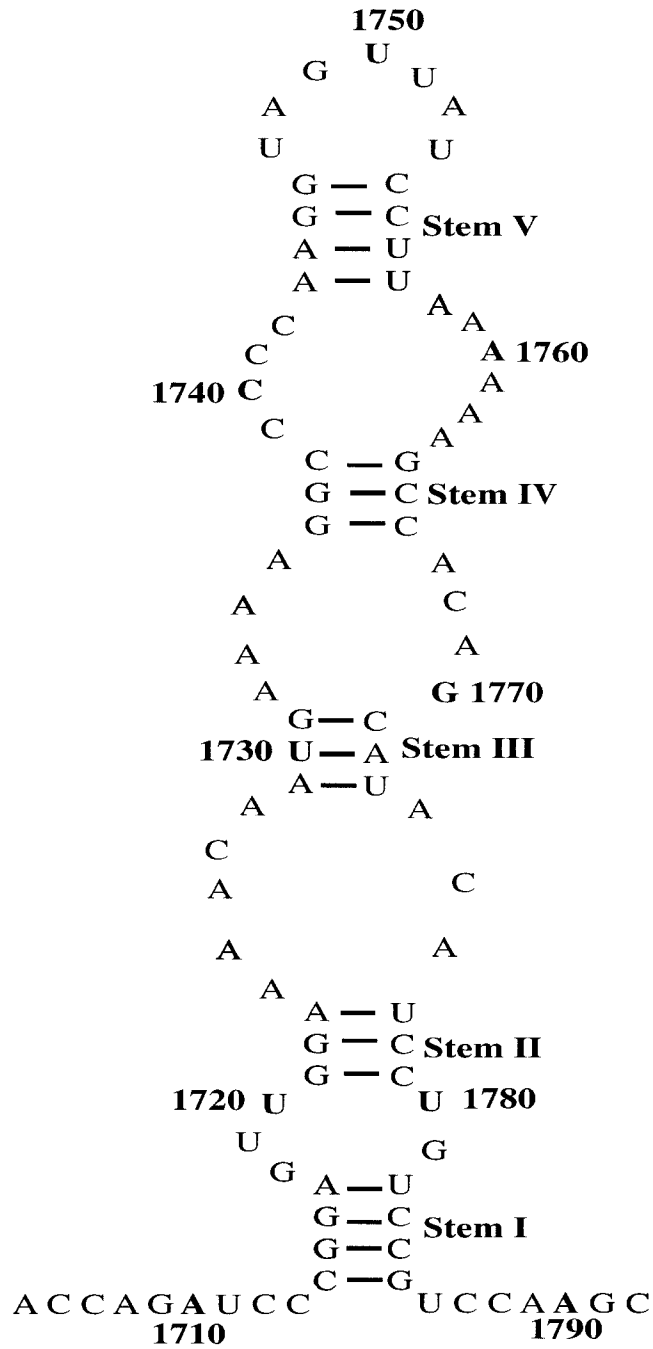 1750
U
G U
A A
U U
G C
G C Stem V
A U
A U
A
C A
C A 1760
1740 C A
C A
A
C G
G C Stem IV
G C
A A
A C
A A
A G 1770
G C
1730 U A Stem III
A U
A A
C
A C
A A
A
A U
G C Stem II
G C
1720 U U 1780
U G
G
A U
G C Stem I
G C
C G
A C C A G A U C C U C C A A A G C
1710 1790